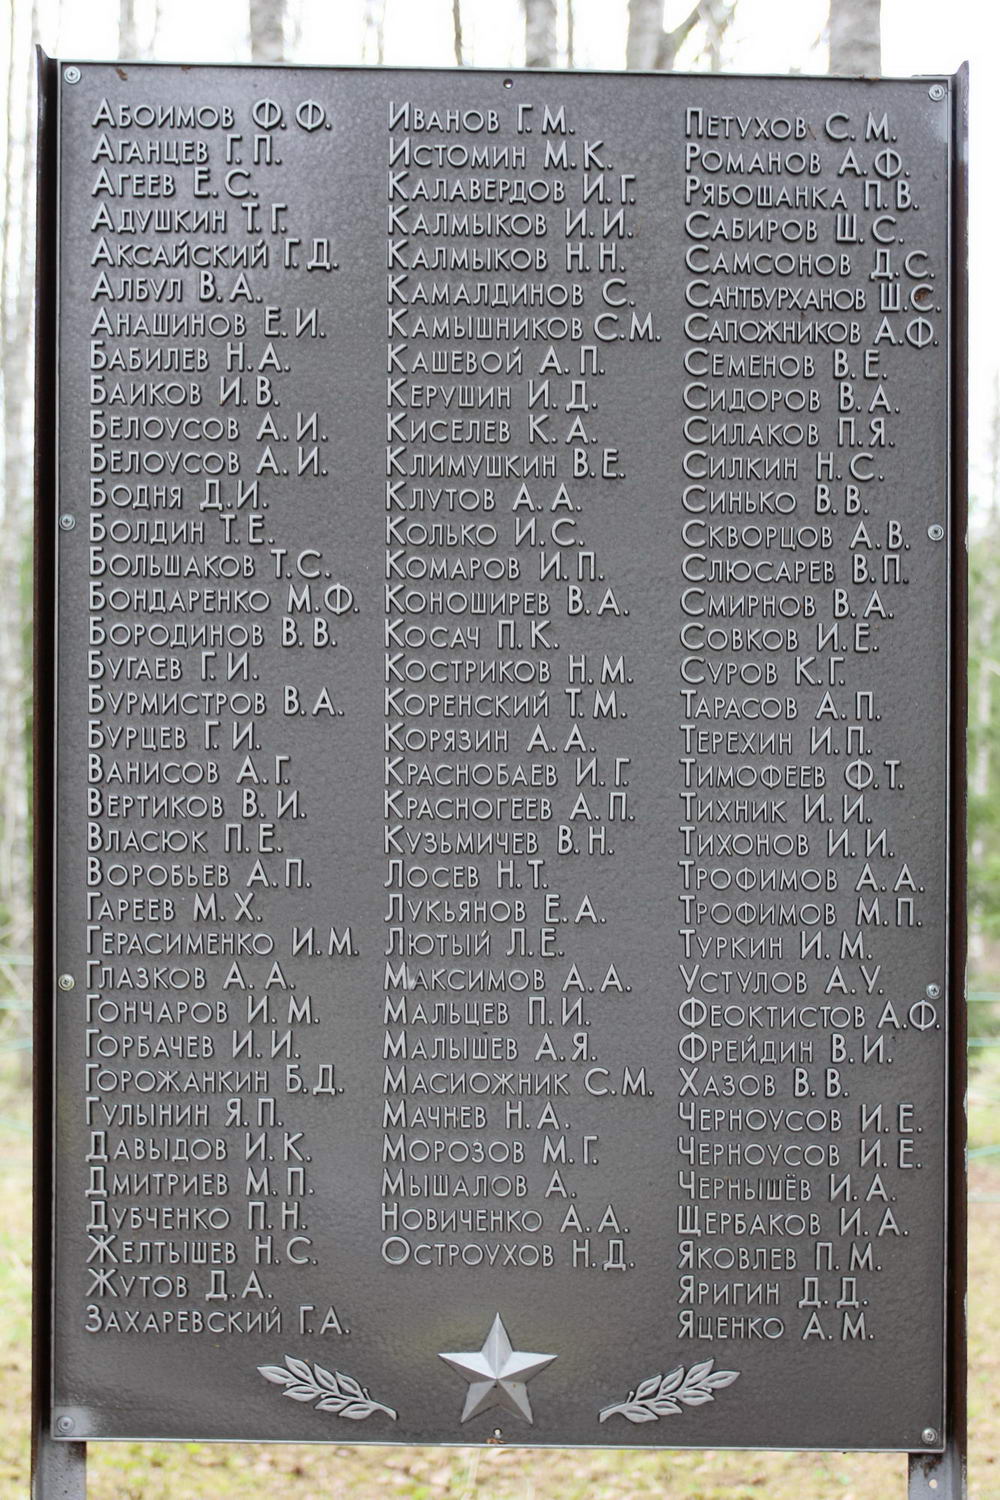 Абоимов Ф.Ф.
Аганцев Г.П.
Агеев Е.С.
Адушкин Т.Г.
Аксайский Г.Д.
Албул В.А.
Анашинов Е.И.
Бабилев Н.А.
Баиков И.В.
Белоусов А.И.
Белоусов А.И.
Бодня Д.И.
Болдин Т.Е.
Большаков Т.С.
Бондаренко М.Ф.
Бородинов В.В.
Бугаев Г.И.
Бурмистров В.А.
Бурцев Г.И.
Ванисов А.Г.
Вертиков В.И.
Власюк П.Е.
Воробьев А.П.
Гареев М.Х.
Герасименко И.М.
Глазков А.А.
Гончаров И.М.
Горбачев И.И.
Горожанкин Б.Д.
Гулынин Я.П.
Давыдов И.К.
Дмитриев М.П.
Дубченко П.Н.
Желтышев Н.С.
Жутов Д.А.
Захаревский Г.А.
Иванов Г.М.
Истомин М.К.
Калавердов И.Г.
Калмыков И.И.
Калмыков Н.Н.
Камалдинов С.
Камышников С.М.
Кашевой А.П.
Керушин И.Д.
Киселев К.А.
Климушкин В.Е.
Клутов А.А.
Колько И.С.
Комаров И.П.
Коноширев В.А.
Косач П.К.
Костриков Н.М.
Коренский Т.М.
Корязин А.А.
Краснобаев И.Г.
Красногеев А.П.
Кузьмичев В.Н.
Лосев Н.Т.
Лукьянов Е.А.
Лютый Л.Е.
Максимов А.А.
Мальцев П.И.
Малышев А.Я.
Масиожник С.М.
Мачнев Н.А.
Морозов М.Г.
Мышалов А.
Новиченко А.А.
Остроухов Н.Д.
Петухов С.М.
Романов А.Ф.
Рябошанка П.В.
Сабиров Ш.С.
Самсонов Д.С.
Сантбурханов Ш.С.
Сапожников А.Ф.
Семенов В.Е.
Сидоров В.А.
Силаков П.Я.
Силкин Н.С.
Синько В.В.
Скворцов А.В.
Слюсарев В.П.
Смирнов В.А.
Совков И.Е.
Суров К.Г.
Тарасов А.П.
Терехин И.П.
Тимофеев Ф.Т.
Тихник И.И.
Тихонов И.И.
Трофимов А.А.
Трофимов М.П.
Туркин И.М.
Устулов А.У.
Феоктистов А.Ф.
Фрейдин В.И.
Хазов В.В.
Черноусов И.Е.
Черноусов И.Е.
Чернышёв И.А.
Щербаков И.А.
Яковлев П.М.
Яригин Д.Д.
Яценко А.М.